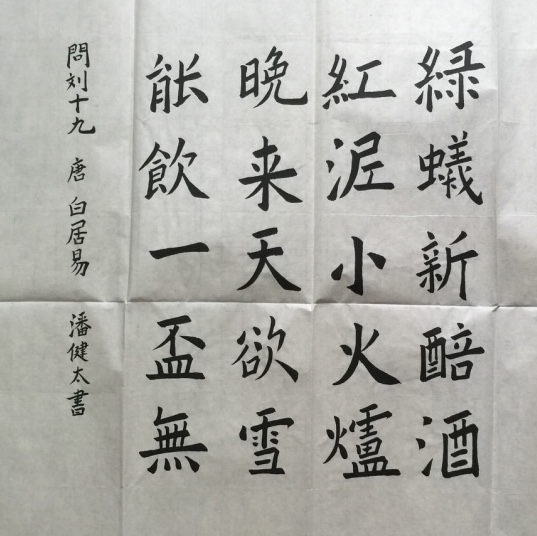 綠蟻新醅酒
紅泥小火爐
晚来天欲雪
能飲一盃無
問刘十九 唐 白居易 潘健太書